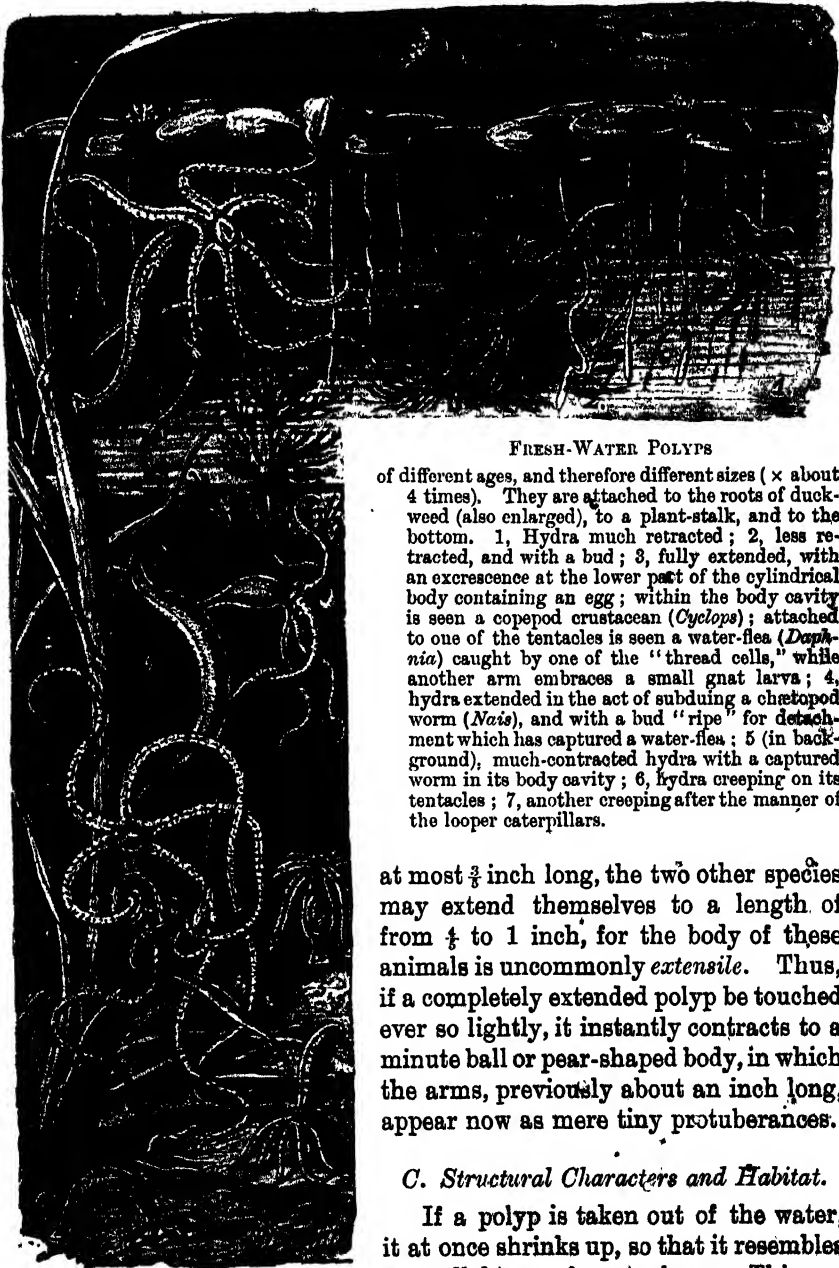 FRESH-WATER POLYPS
of different ages, and therefore different sizes ( × about
4 times). They are attached to the roots of duck-
weed (also enlarged), to a plant-stalk, and to the
bottom. 1, Hydra much retracted ; 2, less re-
tracted, and with a bud ; 3, fully extended, with
an excrescence at the lower part of the cylindrical
body containing an egg ; within the body cavity
is seen a copepod crustacean (Cyclops) ; attached
to one of the tentacles is seen a water-flea (Daph-
nia) caught by one of the “thread cells,” while
another arm embraces a small gnat larva ; 4,
hydra extended in the act of subduing a chætopod
worm (Nais), and with a bud “ripe” for detach-
ment which has captured a water-flea ; 5 (in back-
ground), much-contracted hydra with a captured
worm in its body cavity ; 6, hydra creeping on its
tentacles ; 7, another creeping after the manner of
the looper caterpillars.
at most inch long, the two other species
may extend themselves to a length of
from to 1 inch, for the body of these
animals is uncommonly extensile. Thus,
if a completely extended polyp be touched
ever so lightly, it instantly contracts to a
minute ball or pear-shaped body, in which
the arms, previously about an inch long,
appear now as mere tiny protuberances.
C. Structural Characters and Habitat.
If a polyp is taken out of the water,
it at once shrinks up, so that it resembles